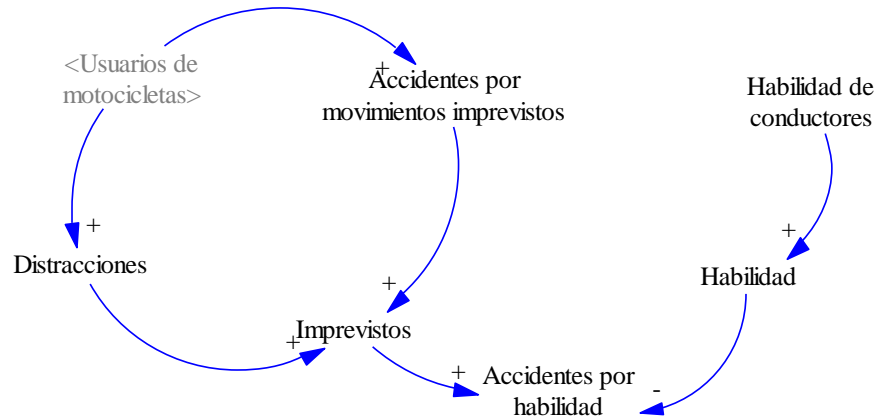 <Usuarios de
motocicletas>
+
Accidentes por
movimientos imprevistos
Habilidad de
conductores
+
Distracciones
+
Habilidad
+
Imprevistos
+
+
Accidentes por
habilidad
-